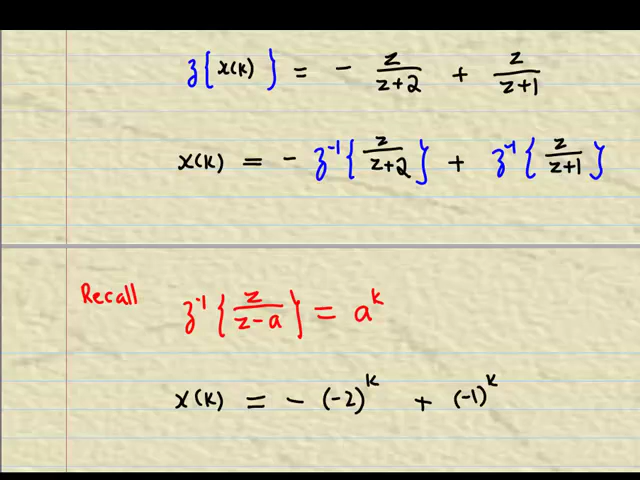 𝔷{x(k)} = - z/(z+2) + z/(z+1)
x(k) = - 𝔷⁻¹{z/(z+2)} + 𝔷⁻¹{z/(z+1)}
Recall 𝔷⁻¹{z/(z-a)} = a^k
x(k) = - (-2)^k + (-1)^k